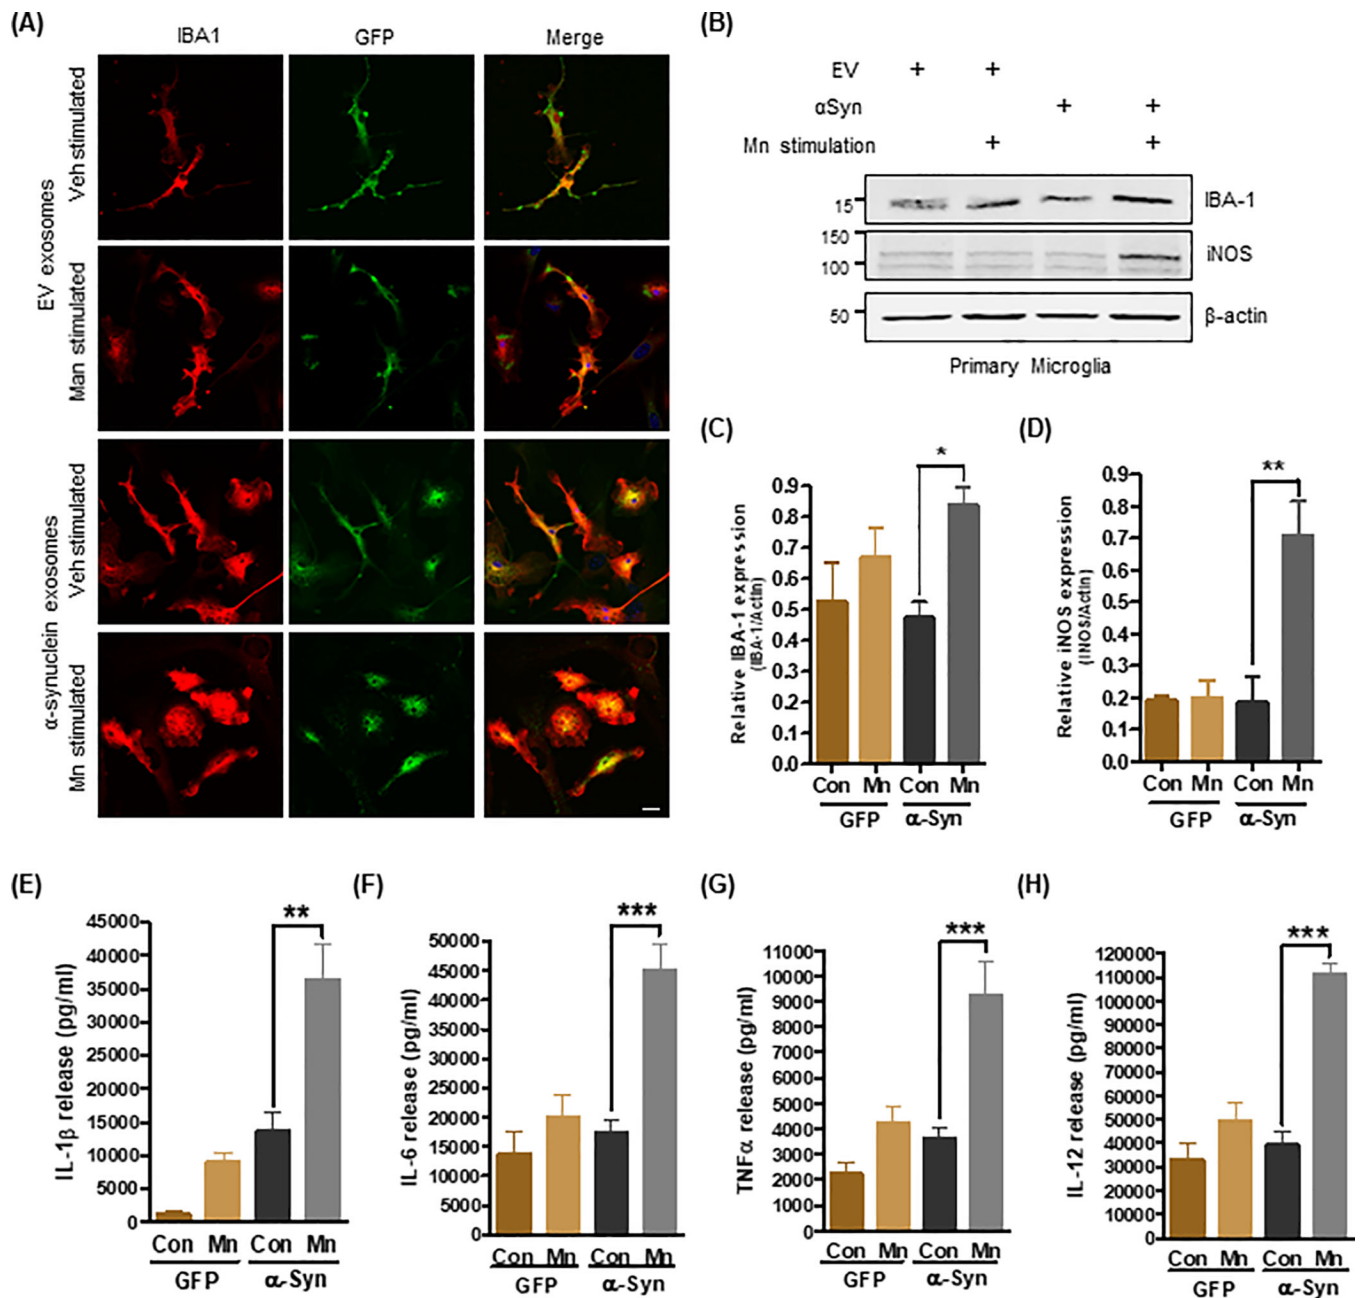 (A)
IBA1 GFP Merge
EV exosomes
Veh stimulated
Man stimulated
α-synuclein exosomes
Veh stimulated
Mn stimulated
(B)
EV + +
αSyn + +
Mn stimulation + +
15 IBA-1
150
100 iNOS
50 β-actin
Primary Microglia
(C)
Relative IBA-1 expression
(IBA-1/Actin)
0.9
0.8
0.7
0.6
0.5
0.4
0.3
0.2
0.1
0.0
*
Con Mn Con Mn
GFP α-Syn
(D)
Relative iNOS expression
(iNOS/Actin)
0.9
0.8
0.7
0.6
0.5
0.4
0.3
0.2
0.1
0.0
**
Con Mn Con Mn
GFP α-Syn
(E)
IL-1β release (pg/ml)
45000
40000
35000
30000
25000
20000
15000
10000
5000
0
**
Con Mn Con Mn
GFP α-Syn
(F)
IL-6 release (pg/ml)
50000
45000
40000
35000
30000
25000
20000
15000
10000
5000
0
***
Con Mn Con Mn
GFP α-Syn
(G)
TNFα release (pg/ml)
11000
10000
9000
8000
7000
6000
5000
4000
3000
2000
1000
0
***
Con Mn Con Mn
GFP α-Syn
(H)
IL-12 release (pg/ml)
120000
110000
100000
90000
80000
70000
60000
50000
40000
30000
20000
10000
0
***
Con Mn Con Mn
GFP α-Syn